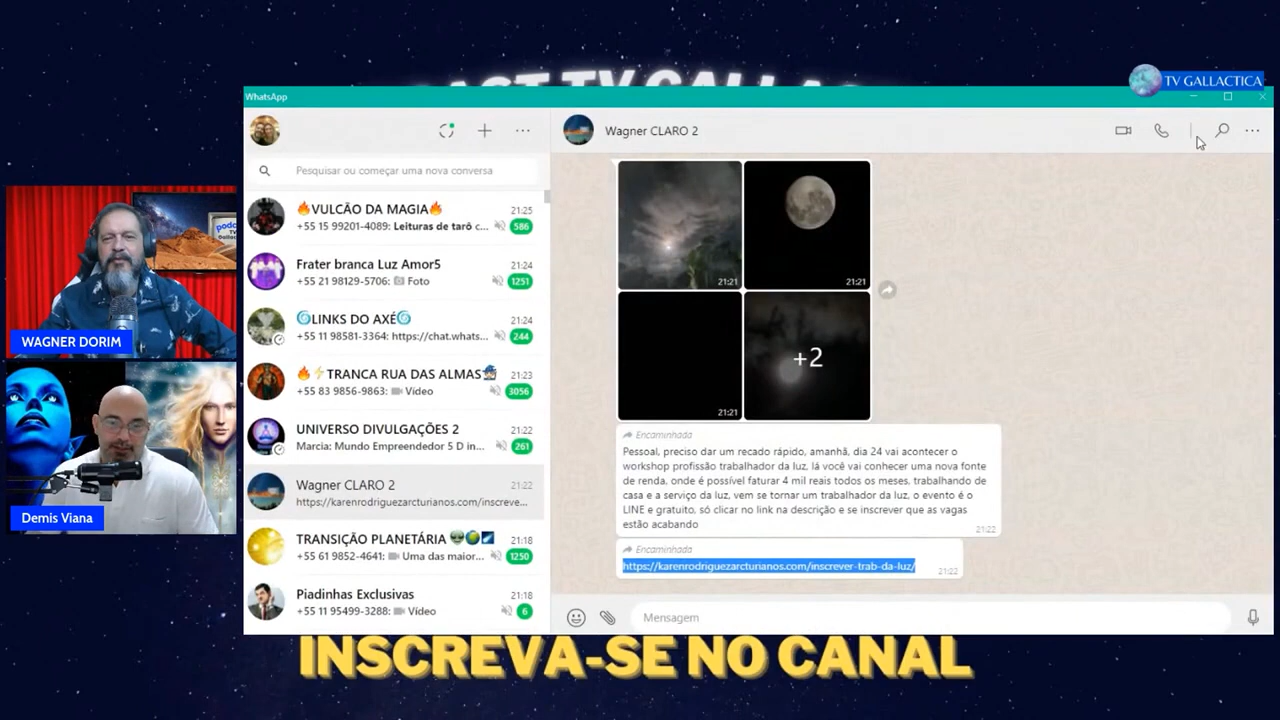 CAST TV GALLAC
TV GALLACTICA
WhatsApp
Wagner CLARO 2
Pesquisar ou começar uma nova conversa
🔥VULCÃO DA MAGIA🔥 21:25
+55 15 99201-4089: Leituras de tarô c... 586
Frater branca Luz Amor5 21:24
+55 21 98129-5706: Foto 1251
🌀LINKS DO AXÉ🌀 21:24
+55 11 98581-3364: https://chat.whats... 244
🔥⚡TRANCA RUA DAS ALMAS 21:23
+55 83 9856-9863: Vídeo 3056
UNIVERSO DIVULGAÇÕES 2 21:22
Marcia: Mundo Empreendedor 5 D in... 261
Wagner CLARO 2 21:22
https://karenrodriguezarcturianos.com/inscreve...
TRANSIÇÃO PLANETÁRIA 👽🌍 21:18
+55 61 9852-4641: Uma das maior... 1250
Piadinhas Exclusivas 21:18
+55 11 95499-3288: Vídeo 6
21:21
21:21
21:21
+2
Encaminhada
Pessoal, preciso dar um recado rápido, amanhã, dia 24 vai acontecer o
workshop profissão trabalhador da luz, lá você vai conhecer uma nova fonte
de renda, onde é possível faturar 4 mil reais todos os meses, trabalhando de
casa e a serviço da luz, vem se tornar um trabalhador da luz, o evento é o
LINE e gratuito, só clicar no link na descrição e se inscrever que as vagas
estão acabando
21:22
Encaminhada
https://karenrodriguezarcturianos.com/inscrever-trab-da-luz/
21:22
Mensagem
WAGNER DORIM
Demis Viana
INSCREVA-SE NO CANAL